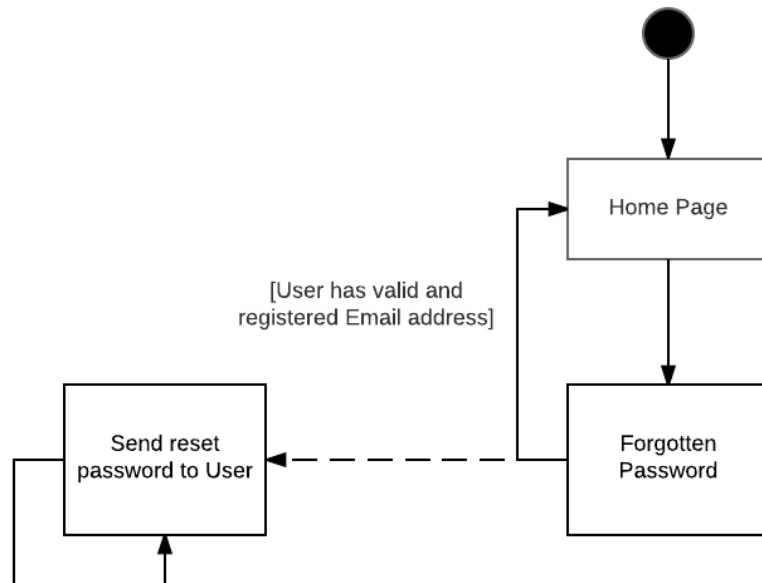 Home Page
[User has valid and
registered Email address]
Send reset
password to User
Forgotten
Password